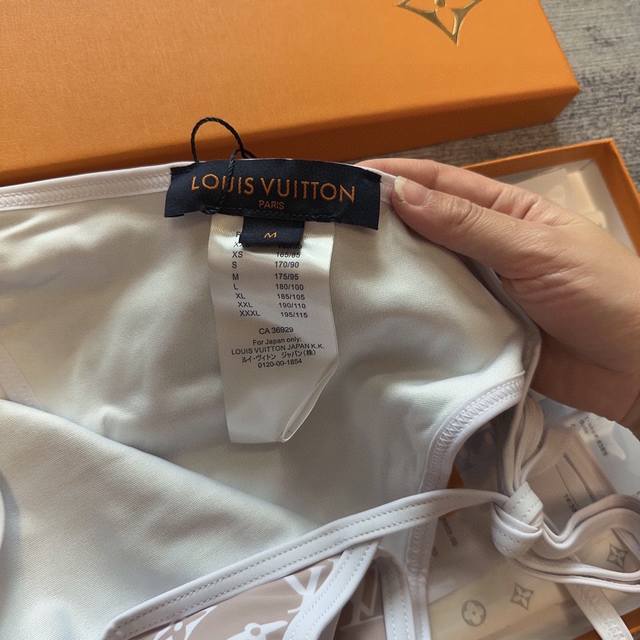 LOUIS VUITTON
PARIS
M
XS 165/85
S 170/90
M 175/95
L 180/100
XL 185/105
XXL 190/110
XXXL 195/115
CA 36929
For Japan only:
LOUIS VUITTON JAPAN K.K.
ルイ・ヴィトン ジャパン(株)
0120-00-1854